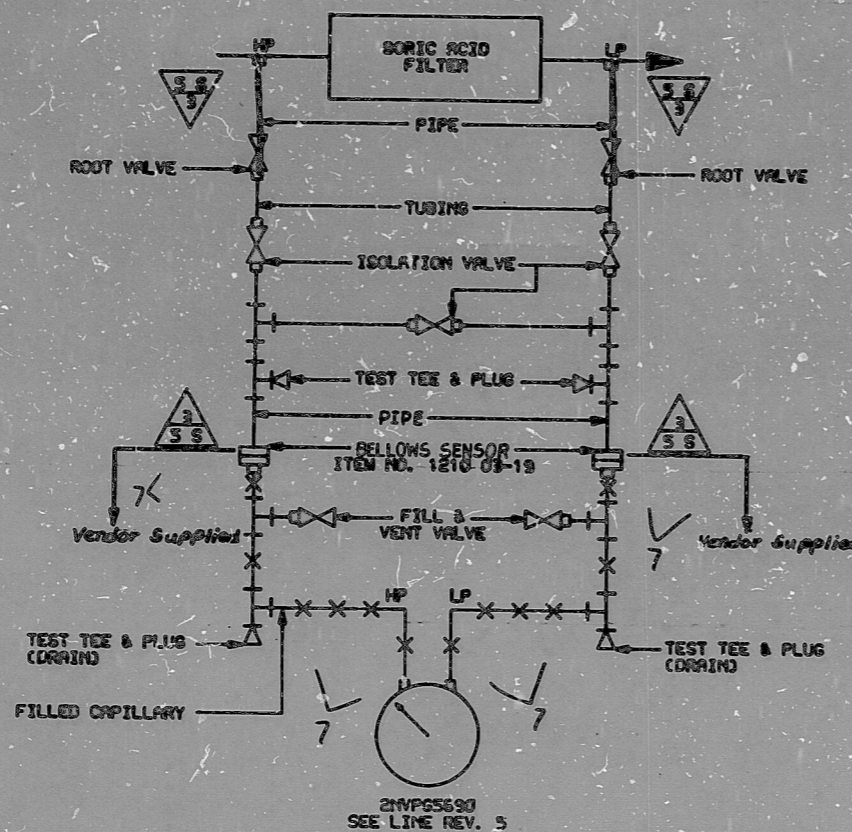 HP
BORIC ACID
FILTER
LP
S S
3
S S
3
PIPE
ROOT VALVE
ROOT VALVE
TUBING
ISOLATION VALVE
TEST TEE & PLUG
PIPE
3
S S
3
S S
BELLOWS SENSOR
ITEM NO. 1210-03-19
7
Vendor Supplied
FILL &
VENT VALVE
7
Vendor Supplie
HP
LP
TEST TEE & PLUG
(DRAIN)
TEST TEE & PLUG
(DRAIN)
FILLED CAPILLARY
7
7
2NVPG5690
SEE LINE REV. 5